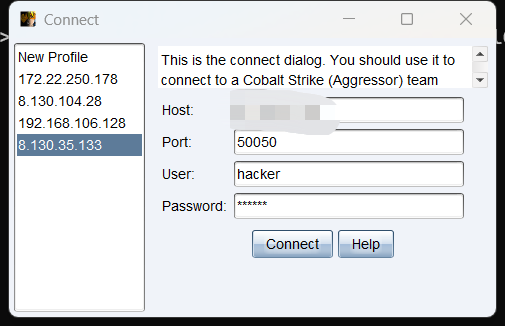 Connect
New Profile
172.22.250.178
8.130.104.28
192.168.106.128
8.130.35.133
This is the connect dialog. You should use it to
connect to a Cobalt Strike (Aggressor) team
Host:
Port: 50050
User: hacker
Password: ******
Connect Help